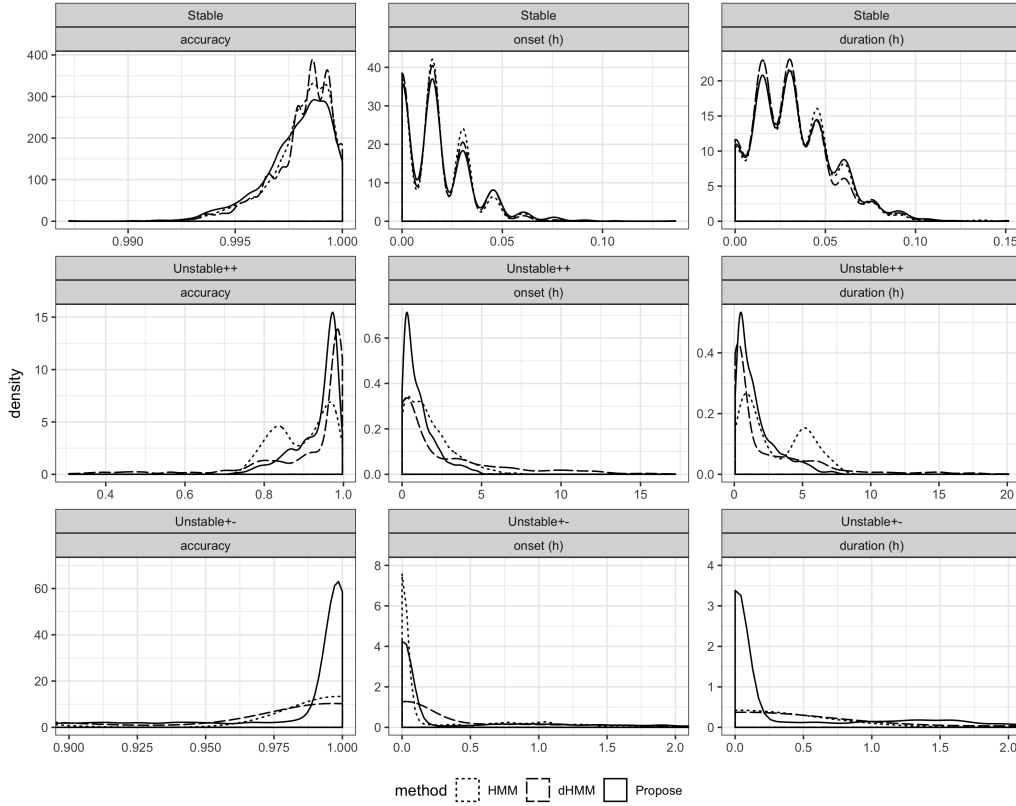 Stable Stable Stable
accuracy onset (h) duration (h)
400
300
200
100
0
0.990 0.995 1.000
40
30
20
10
0
0.00 0.05 0.10
20
15
10
5
0
0.00 0.05 0.10 0.15
Unstable++ Unstable++ Unstable++
accuracy onset (h) duration (h)
density
15
10
5
0
0.4 0.6 0.8 1.0
0.6
0.4
0.2
0.0
0 5 10 15
0.4
0.2
0.0
0 5 10 15 20
Unstable+- Unstable+- Unstable+-
accuracy onset (h) duration (h)
60
40
20
0
0.900 0.925 0.950 0.975 1.000
8
6
4
2
0
0.0 0.5 1.0 1.5 2.0
4
3
2
1
0
0.0 0.5 1.0 1.5 2.0
method HMM dHMM Propose